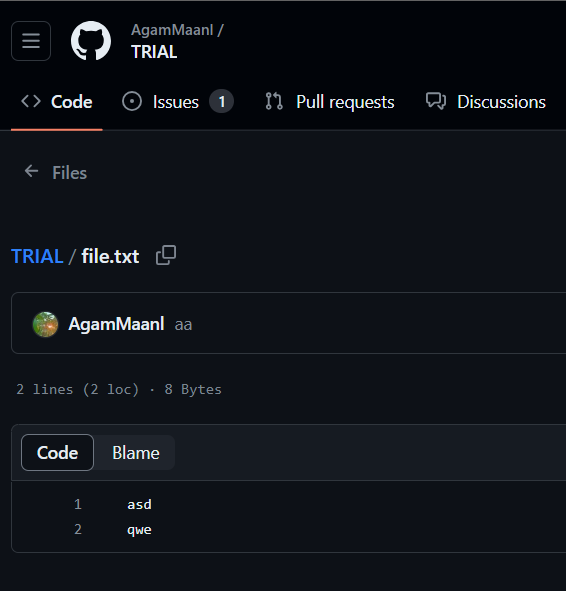 AgamMaanl /
TRIAL
Code Issues 1 Pull requests Discussions
Files
TRIAL / file.txt
AgamMaanl aa
2 lines (2 loc) · 8 Bytes
Code Blame
1 asd
2 qwe